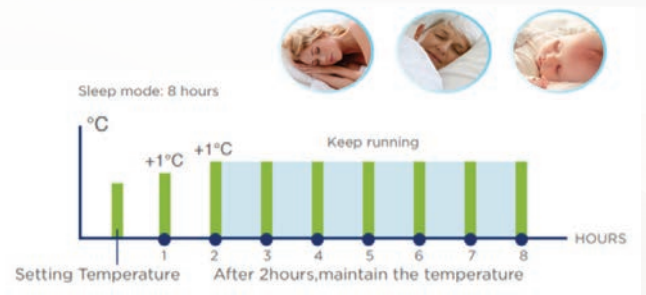 Sleep mode: 8 hours
°C
+1°C
+1°C
Keep running
1 2 3 4 5 6 7 8
HOURS
Setting Temperature
After 2hours,maintain the temperature